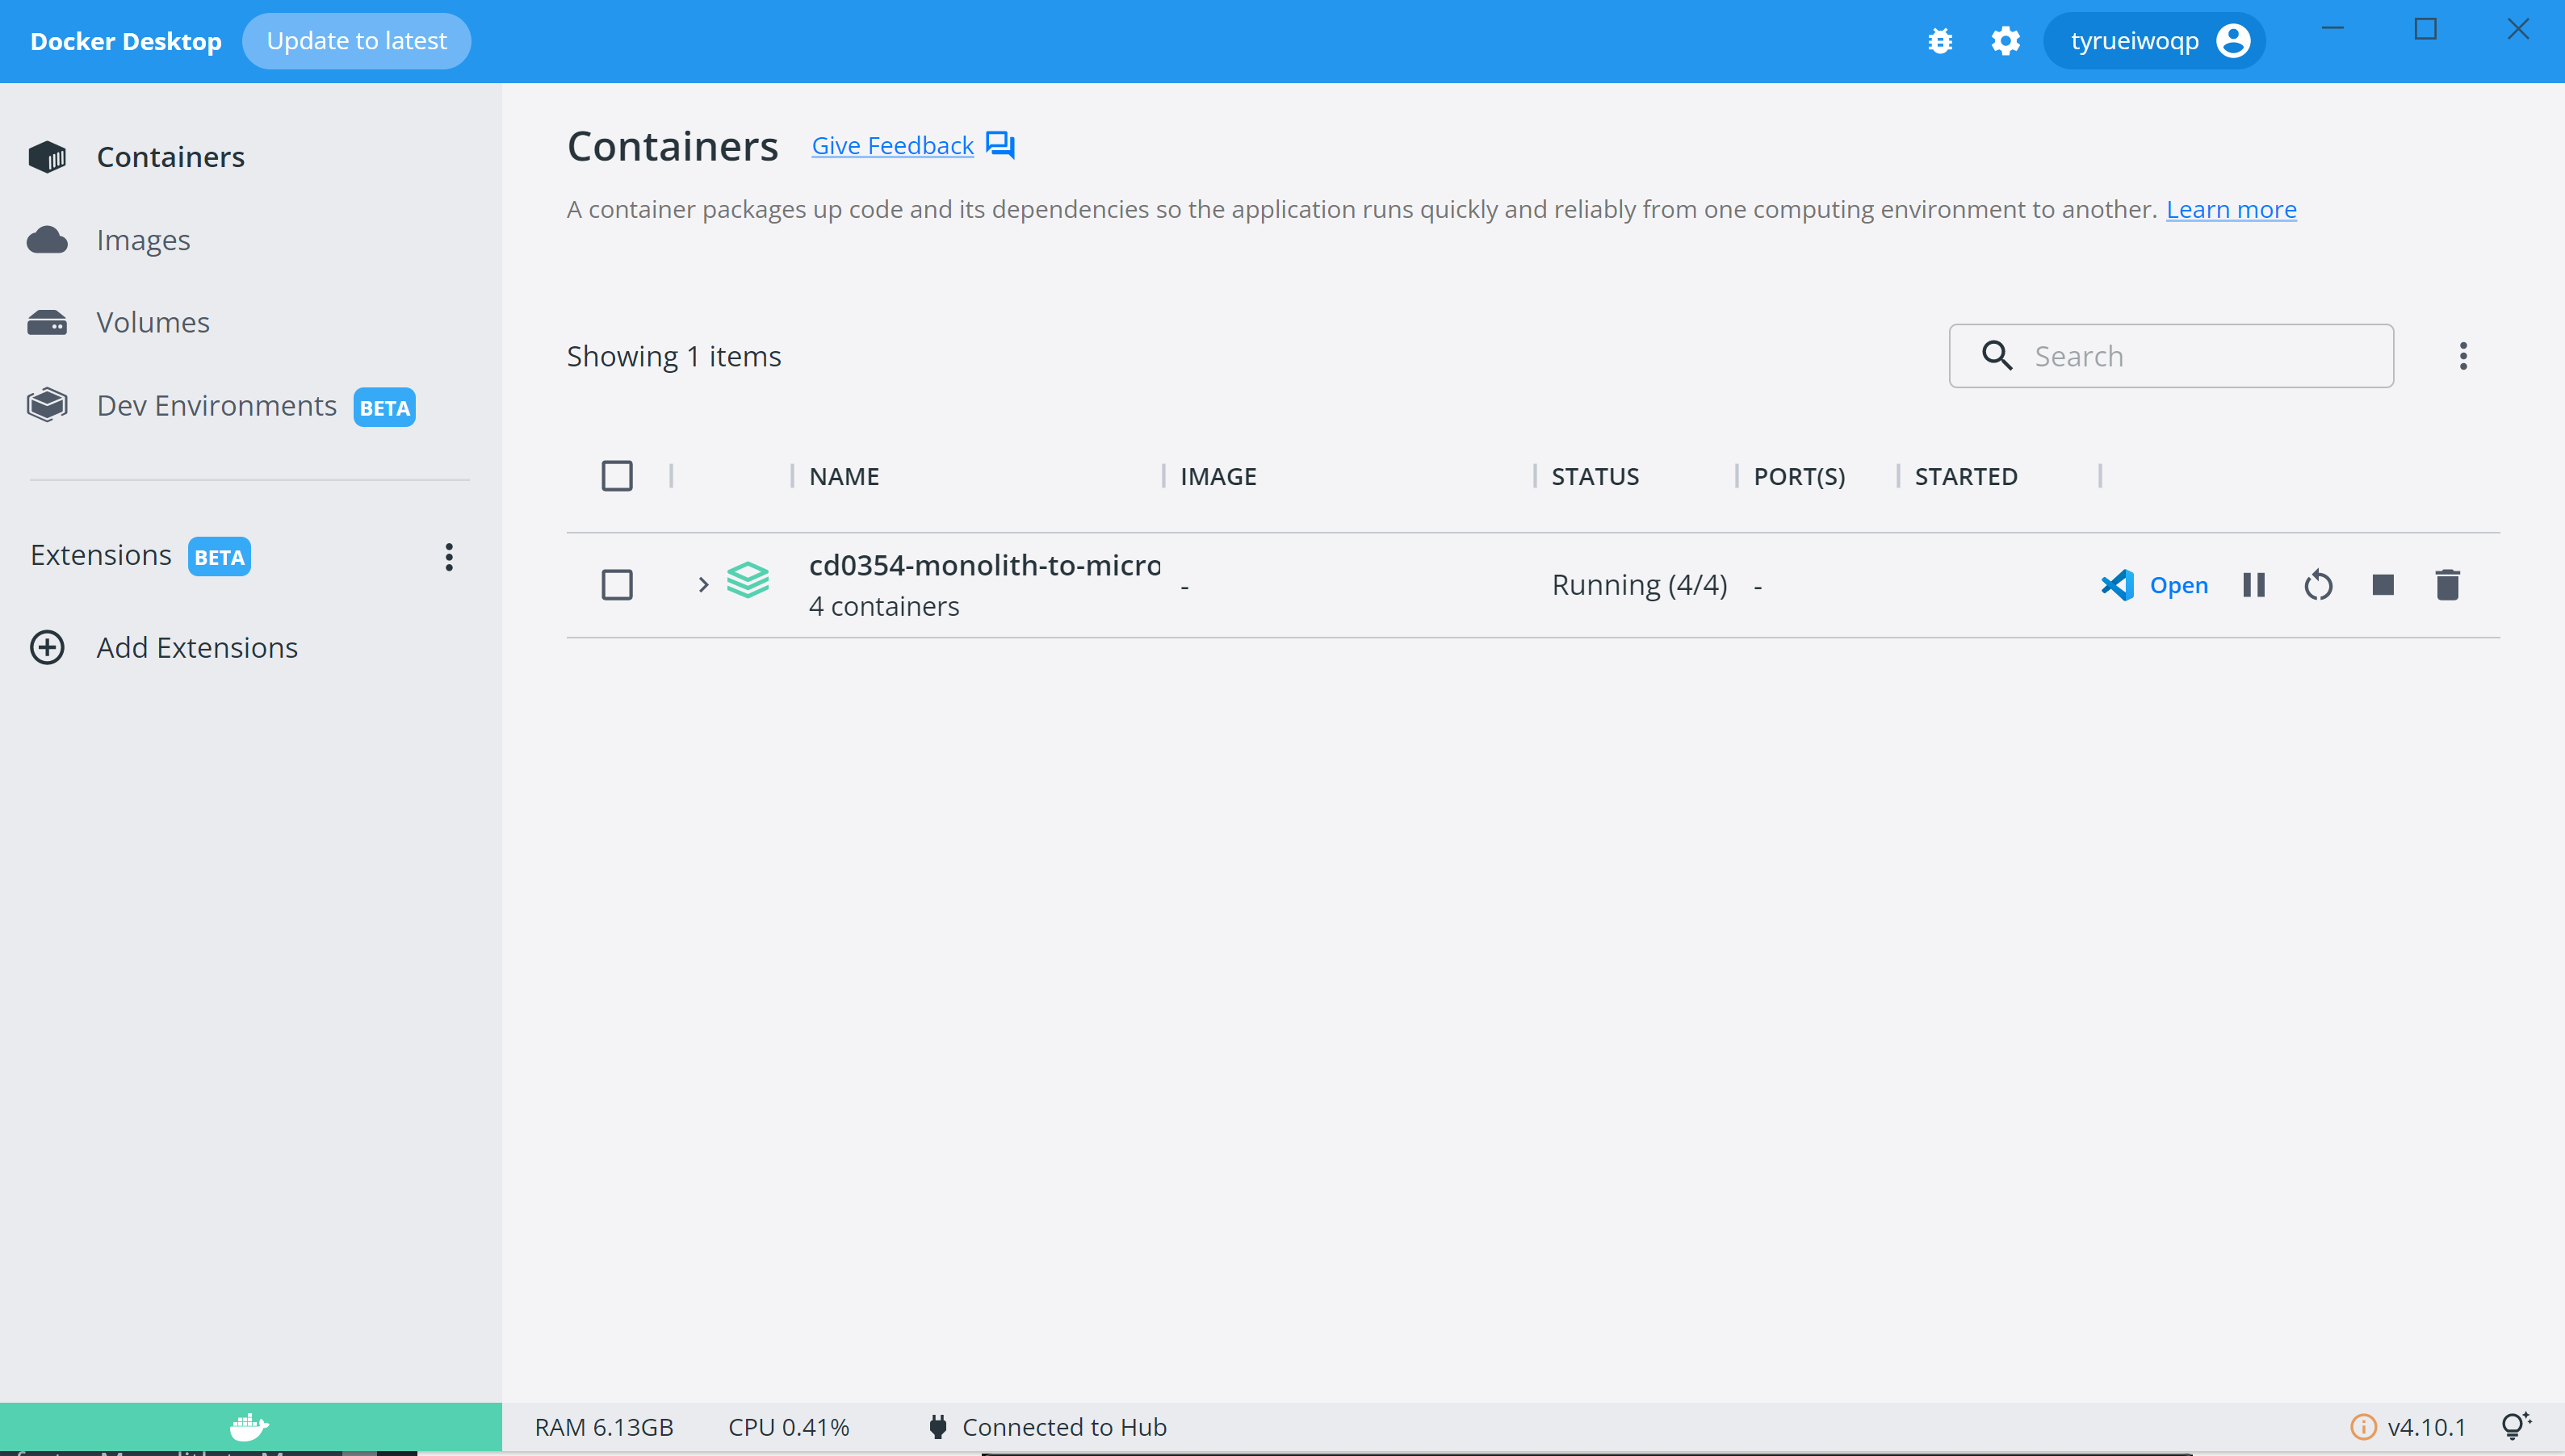 Docker Desktop
Update to latest
tyrueiwoqp
Containers
Images
Volumes
Dev Environments BETA
Extensions BETA
Add Extensions
Containers
Give Feedback
A container packages up code and its dependencies so the application runs quickly and reliably from one computing environment to another. Learn more
Showing 1 items
Search
NAME IMAGE STATUS PORT(S) STARTED
cd0354-monolith-to-micro - Running (4/4) - Open
4 containers
RAM 6.13GB CPU 0.41% Connected to Hub v4.10.1